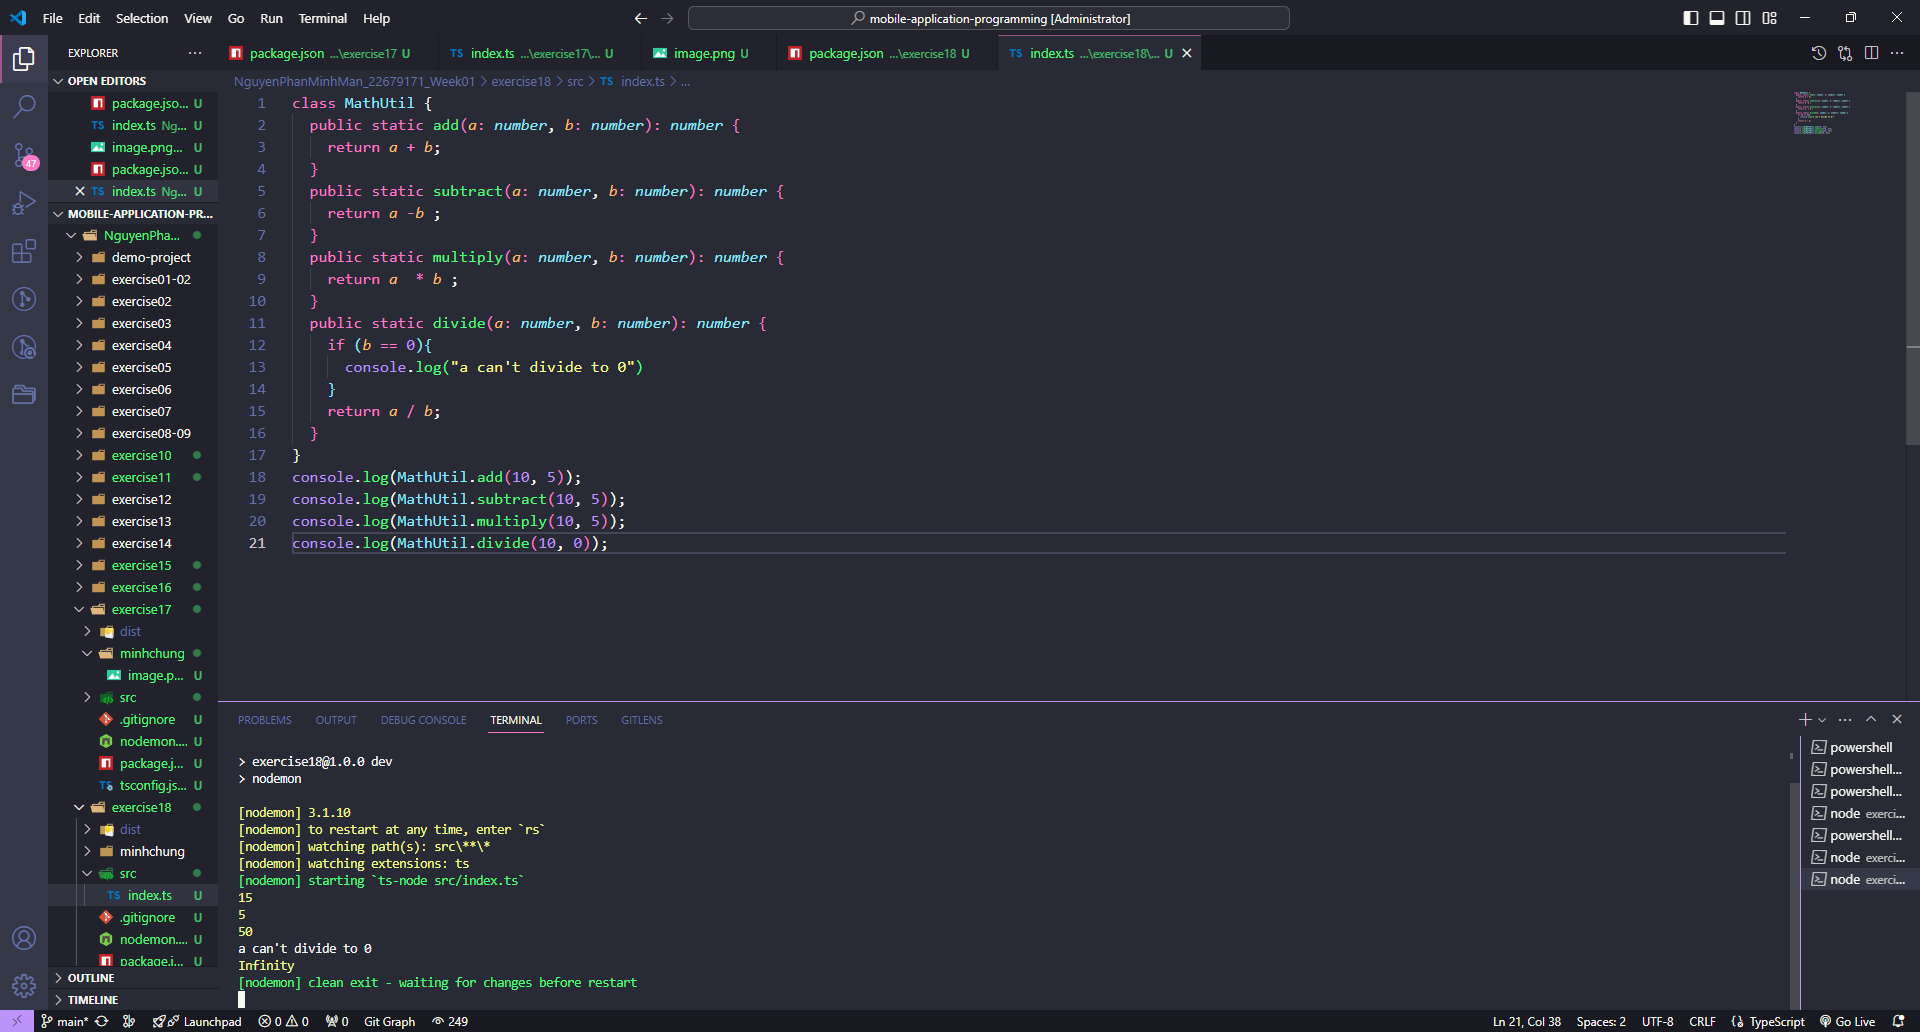 File Edit Selection View Go Run Terminal Help
mobile-application-programming [Administrator]
EXPLORER
package.json ...\exercise17 U
TS index.ts ...\exercise17\... U
image.png U
package.json ...\exercise18 U
TS index.ts ...\exercise18\... U
OPEN EDITORS
package.jso... U
TS index.ts Ng... U
image.png... U
package.jso... U
TS index.ts Ng... U
MOBILE-APPLICATION-PR...
NguyenPha...
demo-project
exercise01-02
exercise02
exercise03
exercise04
exercise05
exercise06
exercise07
exercise08-09
exercise10
exercise11
exercise12
exercise13
exercise14
exercise15
exercise16
exercise17
dist
minhchung
image.p... U
src
.gitignore U
nodemon.... U
package.j... U
tsconfig.js... U
exercise18
dist
minhchung
src
TS index.ts U
.gitignore U
nodemon.... U
package.j... U
OUTLINE
TIMELINE
47
NguyenPhanMinhMan_22679171_Week01 > exercise18 > src > TS index.ts > ...
1 class MathUtil {
2 public static add(a: number, b: number): number {
3 return a + b;
4 }
5 public static subtract(a: number, b: number): number {
6 return a -b ;
7 }
8 public static multiply(a: number, b: number): number {
9 return a  * b ;
10 }
11 public static divide(a: number, b: number): number {
12 if (b == 0){
13 console.log("a can't divide to 0")
14 }
15 return a / b;
16 }
17 }
18 console.log(MathUtil.add(10, 5));
19 console.log(MathUtil.subtract(10, 5));
20 console.log(MathUtil.multiply(10, 5));
21 console.log(MathUtil.divide(10, 0));
PROBLEMS OUTPUT DEBUG CONSOLE TERMINAL PORTS GITLENS
> exercise18@1.0.0 dev
> nodemon
[nodemon] 3.1.10
[nodemon] to restart at any time, enter `rs`
[nodemon] watching path(s): src\**\*
[nodemon] watching extensions: ts
[nodemon] starting `ts-node src/index.ts`
15
5
50
a can't divide to 0
Infinity
[nodemon] clean exit - waiting for changes before restart
powershell
powershell...
powershell...
node exerci...
powershell...
node exerci...
node exerci...
main* Launchpad 0 0 0 Git Graph 249
Ln 21, Col 38 Spaces: 2 UTF-8 CRLF {} TypeScript Go Live